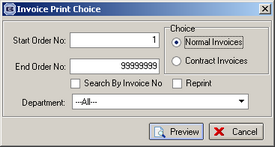 Invoice Print Choice
Start Order No: 1
End Order No: 99999999
Choice
Normal Invoices
Contract Invoices
Search By Invoice No
Reprint
Department: ---All---
Preview
Cancel